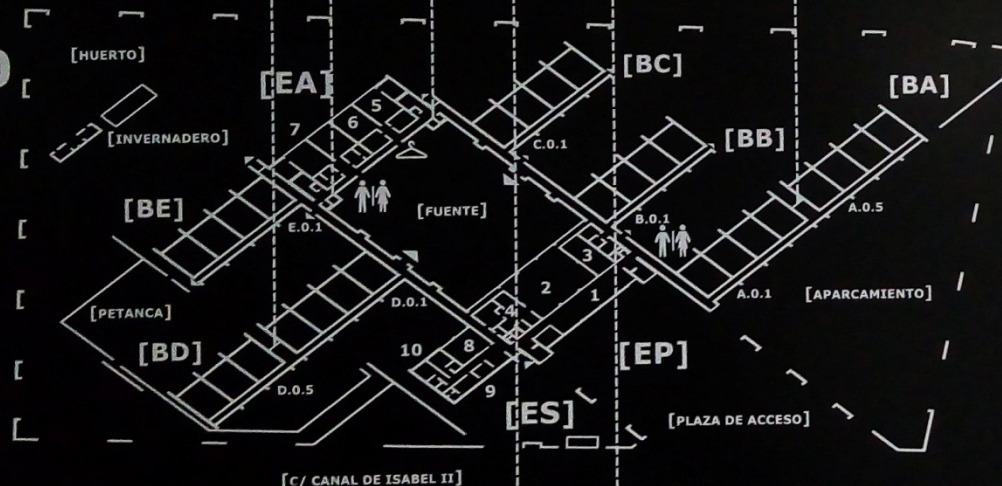 [HUERTO]
[EA]
[BC]
[BA]
5
6
7
[INVERNADERO]
C.0.1
[BB]
[BE]
[FUENTE]
B.0.1
A.0.5
E.0.1
3
2
1
A.0.1
[APARCAMIENTO]
D.0.1
[PETANCA]
4
[BD]
10
8
[EP]
9
D.0.5
[ES]
[PLAZA DE ACCESO]
[C/ CANAL DE ISABEL II]